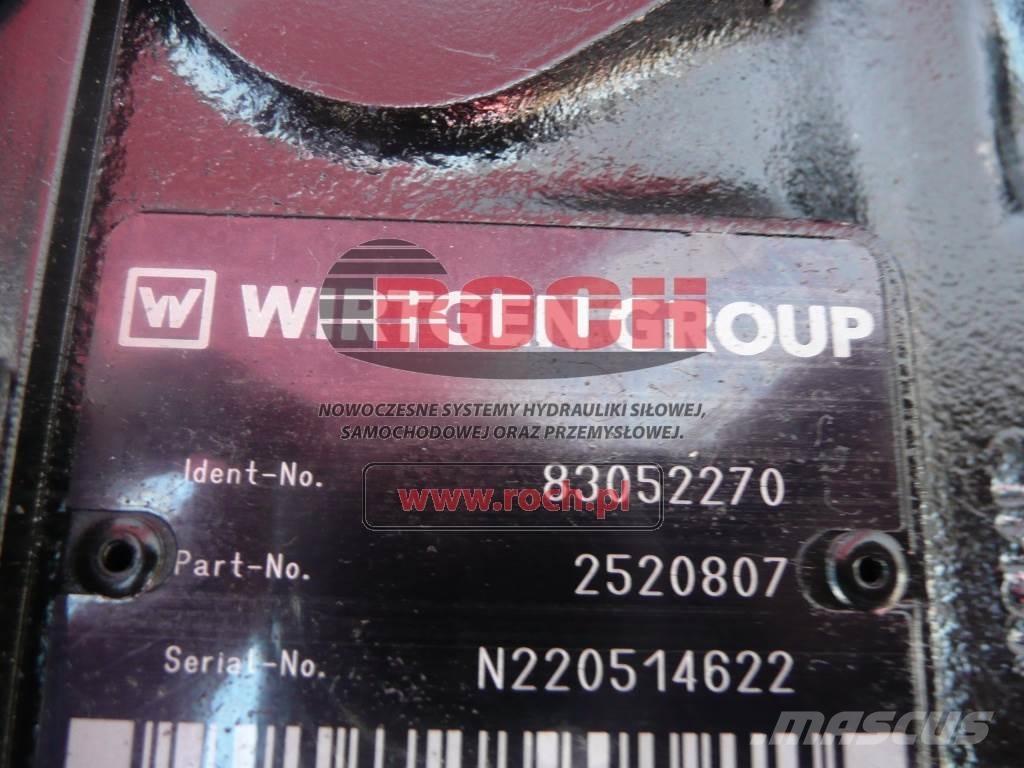 W WIRTGEN GROUP
ROCH
NOWOCZESNE SYSTEMY HYDRAULIKI SIŁOWEJ,
SAMOCHODOWEJ ORAZ PRZEMYSŁOWEJ.
Ident-No. 83052270
www.roch.pl
Part-No. 2520807
Serial-No. N220514622
MASCUS